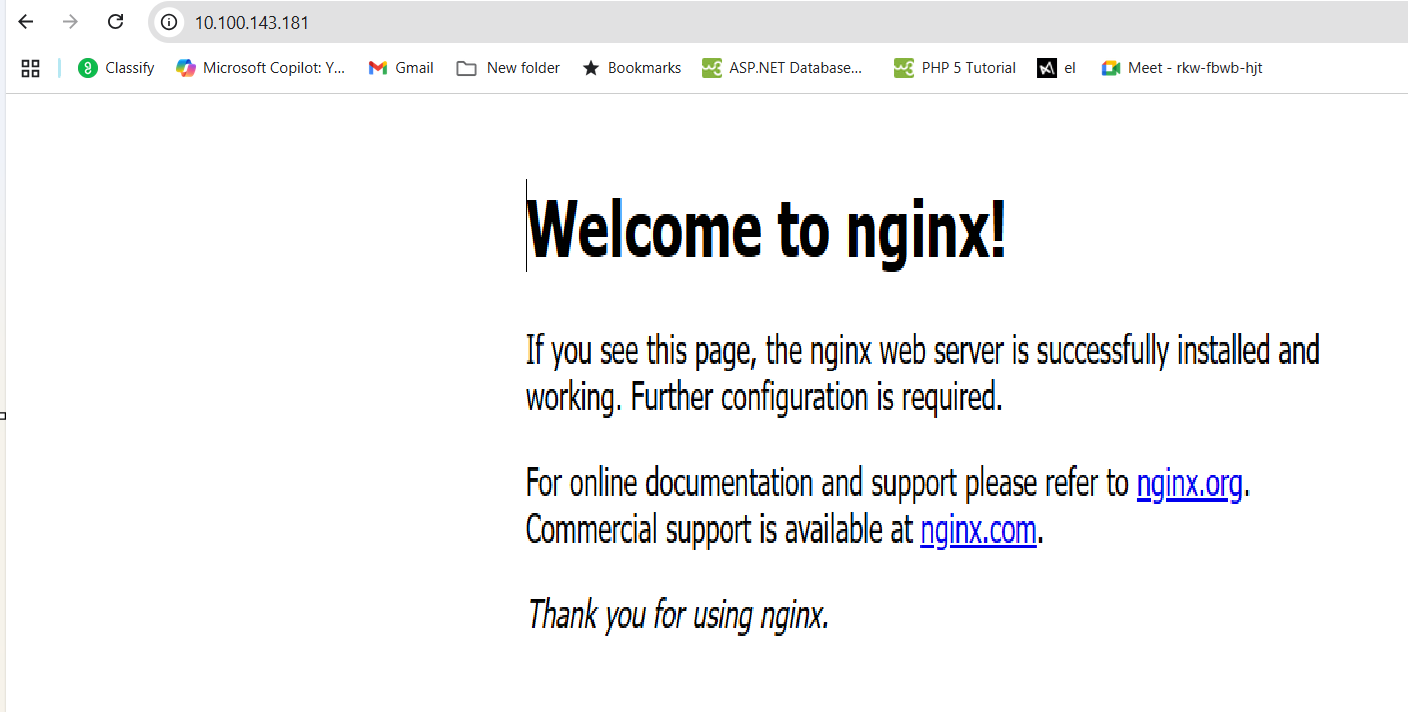 10.100.143.181
Classify Microsoft Copilot: Y... Gmail New folder Bookmarks ASP.NET Database... PHP 5 Tutorial el Meet - rkw-fbwb-hjt
Welcome to nginx!
If you see this page, the nginx web server is successfully installed and
working. Further configuration is required.
For online documentation and support please refer to nginx.org.
Commercial support is available at nginx.com.
Thank you for using nginx.